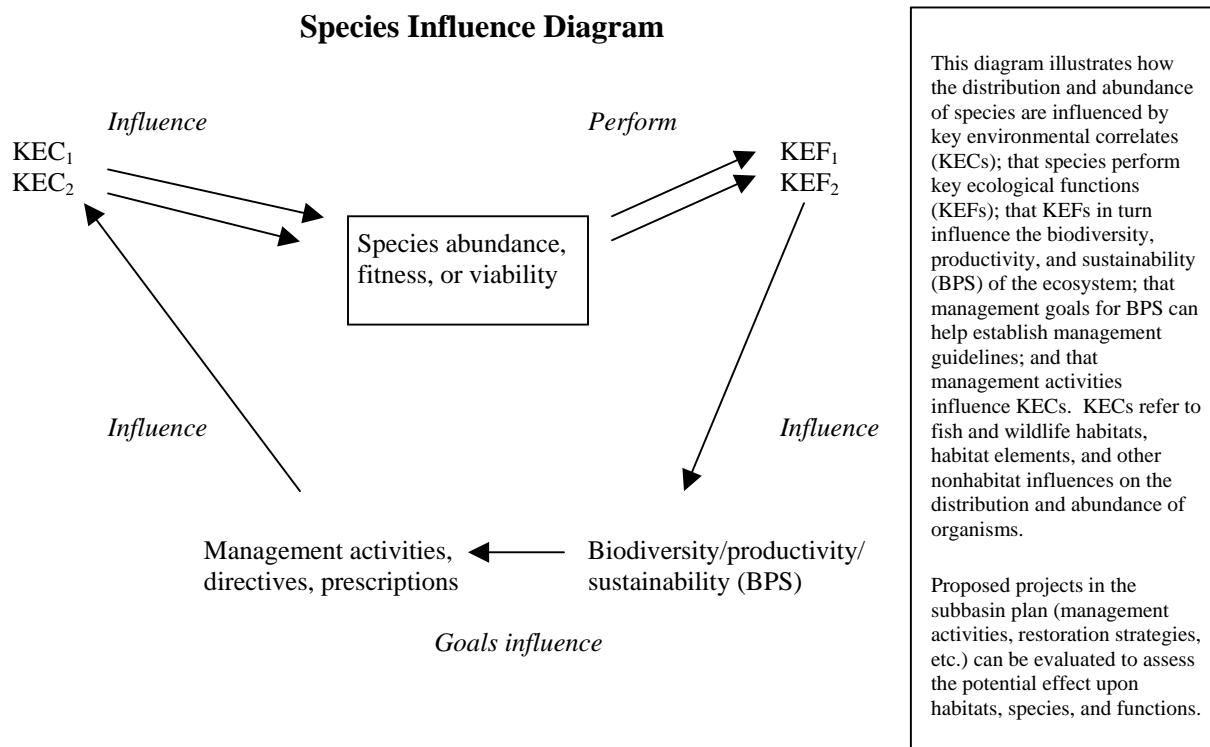 Species Influence Diagram
Influence
Perform
KEC₁
KEC₂
KEF₁
KEF₂
Species abundance,
fitness, or viability
Influence
Influence
Management activities,
directives, prescriptions
Biodiversity/productivity/
sustainability (BPS)
Goals influence
This diagram illustrates how
the distribution and abundance
of species are influenced by
key environmental correlates
(KECs); that species perform
key ecological functions
(KEFs); that KEFs in turn
influence the biodiversity,
productivity, and sustainability
(BPS) of the ecosystem; that
management goals for BPS can
help establish management
guidelines; and that
management activities
influence KECs.  KECs refer to
fish and wildlife habitats,
habitat elements, and other
nonhabitat influences on the
distribution and abundance of
organisms.
Proposed projects in the
subbasin plan (management
activities, restoration strategies,
etc.) can be evaluated to assess
the potential effect upon
habitats, species, and functions.